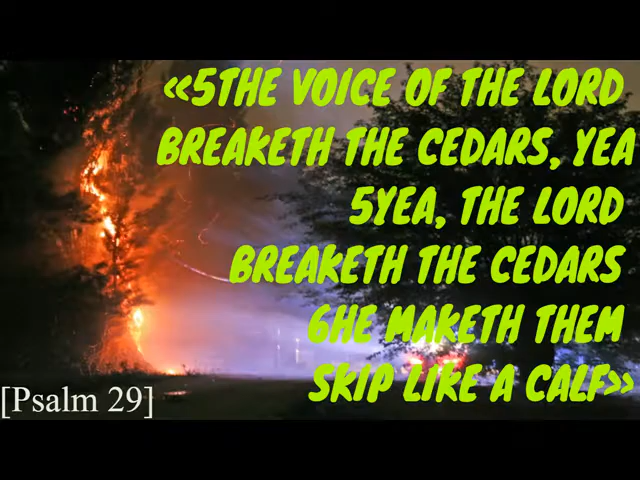 «5THE VOICE OF THE LORD
BREAKETH THE CEDARS, YEA
5YEA, THE LORD
BREAKETH THE CEDARS
6HE MAKETH THEM
SKIP LIKE A CALF»
[Psalm 29]